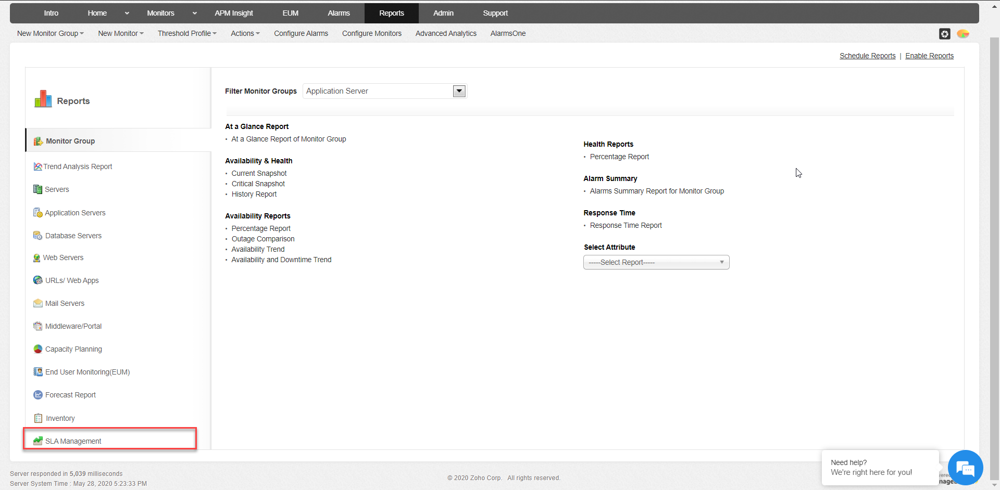 Intro Home Monitors APM Insight EUM Alarms Reports Admin Support
New Monitor Group New Monitor Threshold Profile Actions Configure Alarms Configure Monitors Advanced Analytics AlarmsOne
Schedule Reports | Enable Reports
Reports
Monitor Group
Trend Analysis Report
Servers
Application Servers
Database Servers
Web Servers
URLs/ Web Apps
Mail Servers
Middleware/Portal
Capacity Planning
End User Monitoring(EUM)
Forecast Report
Inventory
SLA Management
Filter Monitor Groups Application Server
At a Glance Report
• At a Glance Report of Monitor Group
Availability & Health
• Current Snapshot
• Critical Snapshot
• History Report
Availability Reports
• Percentage Report
• Outage Comparison
• Availability Trend
• Availability and Downtime Trend
Health Reports
• Percentage Report
Alarm Summary
• Alarms Summary Report for Monitor Group
Response Time
• Response Time Report
Select Attribute
-----Select Report-----
Need help?
We're right here for you!
Server responded in 5,039 milliseconds
Server System Time : May 28, 2020 5:23:33 PM
© 2020 Zoho Corp. All rights reserved.